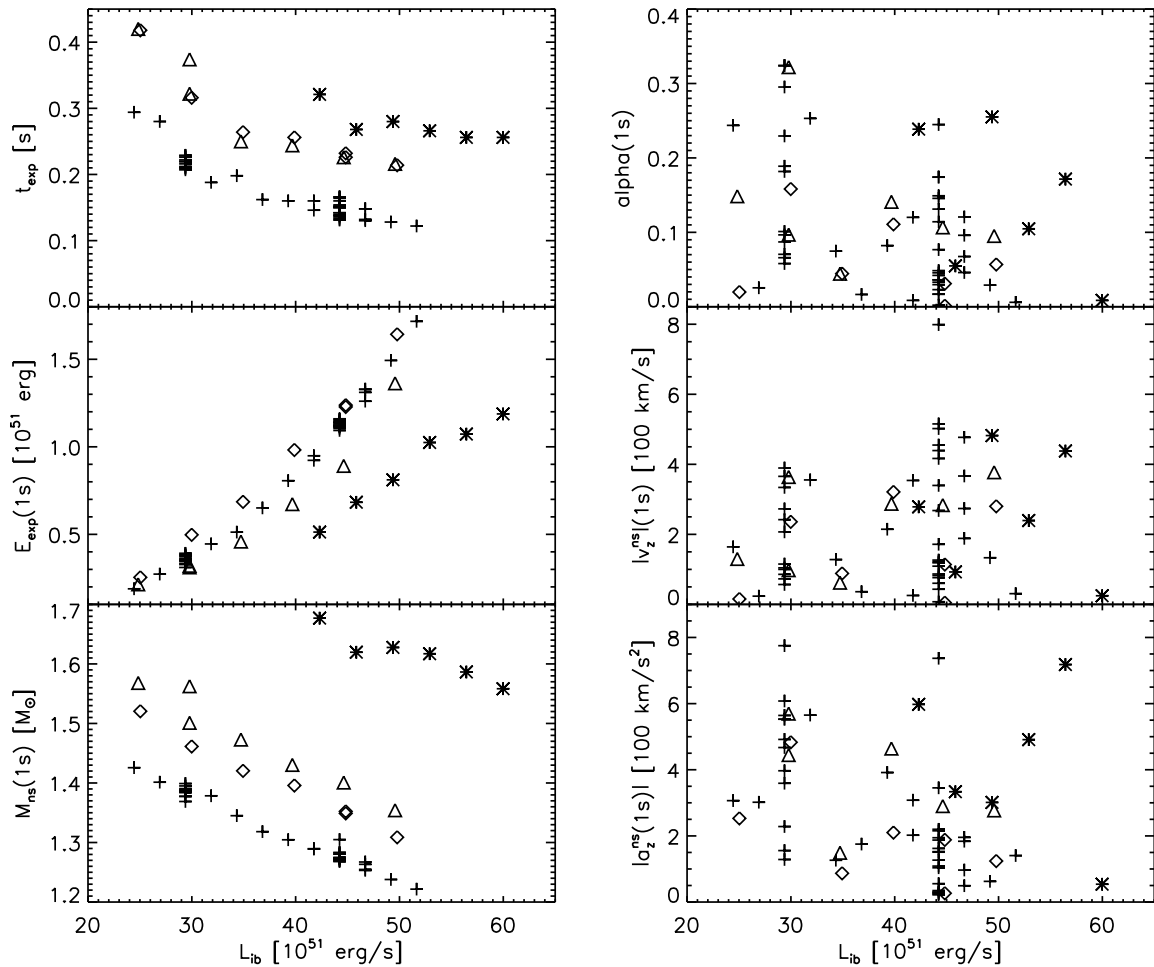 0.4
0.3
0.2
0.1
0.0
t_exp [s]
1.5
1.0
0.5
E_exp(1s) [10^51 erg]
1.7
1.6
1.5
1.4
1.3
1.2
M_ns(1s) [M_⊙]
20 30 40 50 60
L_ib [10^51 erg/s]
0.4
0.3
0.2
0.1
0.0
alpha(1s)
8
6
4
2
0
|v_z^ns|(1s) [100 km/s]
8
6
4
2
0
|a_z^ns(1s)| [100 km/s^2]
20 30 40 50 60
L_ib [10^51 erg/s]